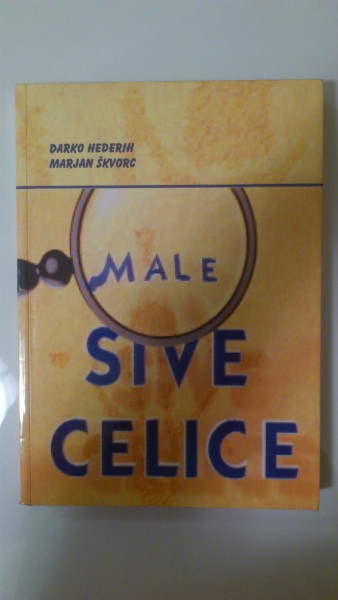 DARKO HEDERIH
MARJAN ŠKVORC
MALE
SIVE
CELICE